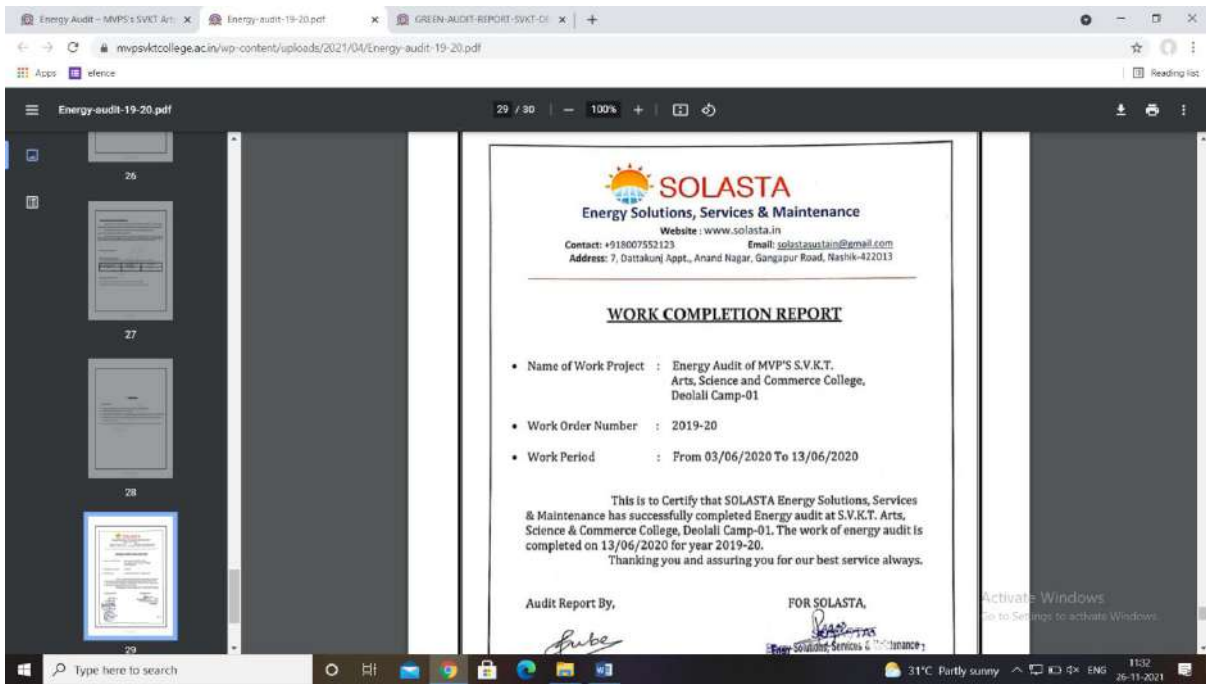 Energy Audit – MVPS's SVKT Art
Energy-audit-19-20.pdf
GREEN-AUDIT-REPORT-SVKT-
mvpsvktcollege.ac.in/wp-content/uploads/2021/04/Energy-audit-19-20.pdf
Apps
efence
Reading list
Energy-audit-19-20.pdf
29 / 30
100%
26
27
28
29
SOLASTA
Energy Solutions, Services & Maintenance
Website : www.solasta.in
Contact: +918007552123 Email: solastasustain@gmail.com
Address: 7, Dattakunj Appt., Anand Nagar, Gangapur Road, Nashik-422013
WORK COMPLETION REPORT
• Name of Work Project : Energy Audit of MVP'S S.V.K.T.
Arts, Science and Commerce College,
Deolali Camp-01
• Work Order Number : 2019-20
• Work Period : From 03/06/2020 To 13/06/2020
This is to Certify that SOLASTA Energy Solutions, Services
& Maintenance has successfully completed Energy audit at S.V.K.T. Arts,
Science & Commerce College, Deolali Camp-01. The work of energy audit is
completed on 13/06/2020 for year 2019-20.
Thanking you and assuring you for our best service always.
Audit Report By,
FOR SOLASTA,
Activate Windows
Go to Settings to activate Windows.
Type here to search
31°C Partly sunny
ENG
11:32
26-11-2021